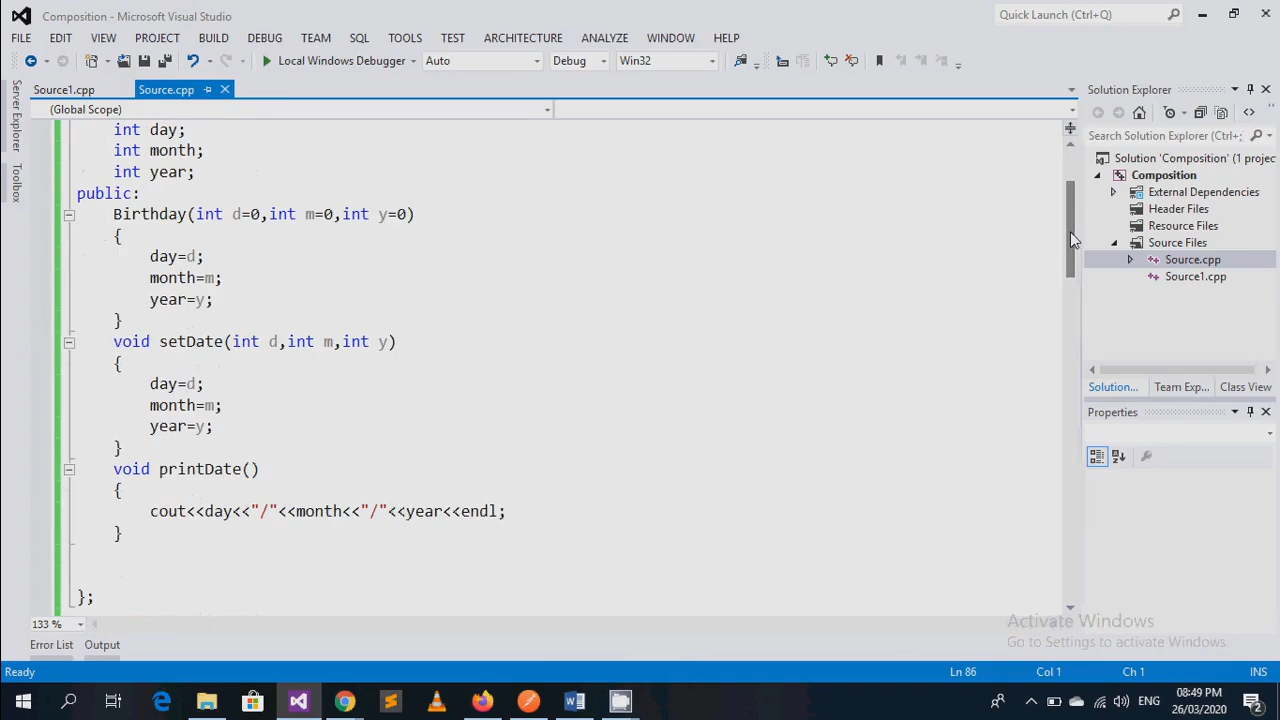 Composition - Microsoft Visual Studio
Quick Launch (Ctrl+Q)
FILE EDIT VIEW PROJECT BUILD DEBUG TEAM SQL TOOLS TEST ARCHITECTURE ANALYZE WINDOW HELP
Local Windows Debugger Auto Debug Win32
Server Explorer
Toolbox
Source1.cpp Source.cpp
(Global Scope)
int day;
int month;
int year;
public:
Birthday(int d=0,int m=0,int y=0)
{
day=d;
month=m;
year=y;
}
void setDate(int d,int m,int y)
{
day=d;
month=m;
year=y;
}
void printDate()
{
cout<<day<<"/"<<month<<"/"<<year<<endl;
}
};
133 %
Solution Explorer
Search Solution Explorer (Ctrl+;
Solution 'Composition' (1 projec
Composition
External Dependencies
Header Files
Resource Files
Source Files
Source.cpp
Source1.cpp
Solution... Team Exp... Class View
Properties
Activate Windows
Go to Settings to activate Windows.
Error List Output
Ready Ln 86 Col 1 Ch 1 INS
ENG
08:49 PM
26/03/2020
2